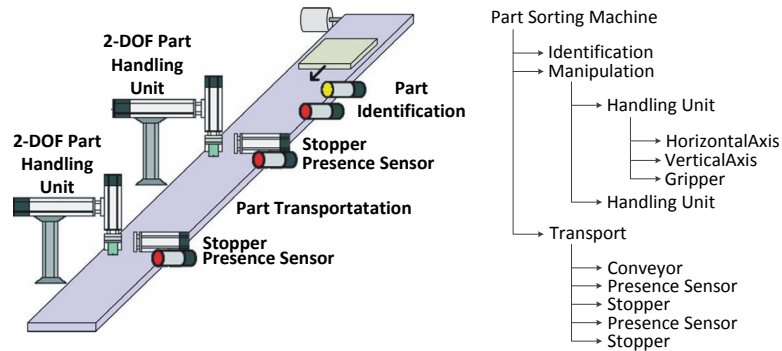 2-DOF Part
Handling
Unit
Part
Identification
2-DOF Part
Handling
Unit
Stopper
Presence Sensor
Part Transportatation
Stopper
Presence Sensor
Part Sorting Machine
Identification
Manipulation
Handling Unit
HorizontalAxis
VerticalAxis
Gripper
Handling Unit
Transport
Conveyor
Presence Sensor
Stopper
Presence Sensor
Stopper